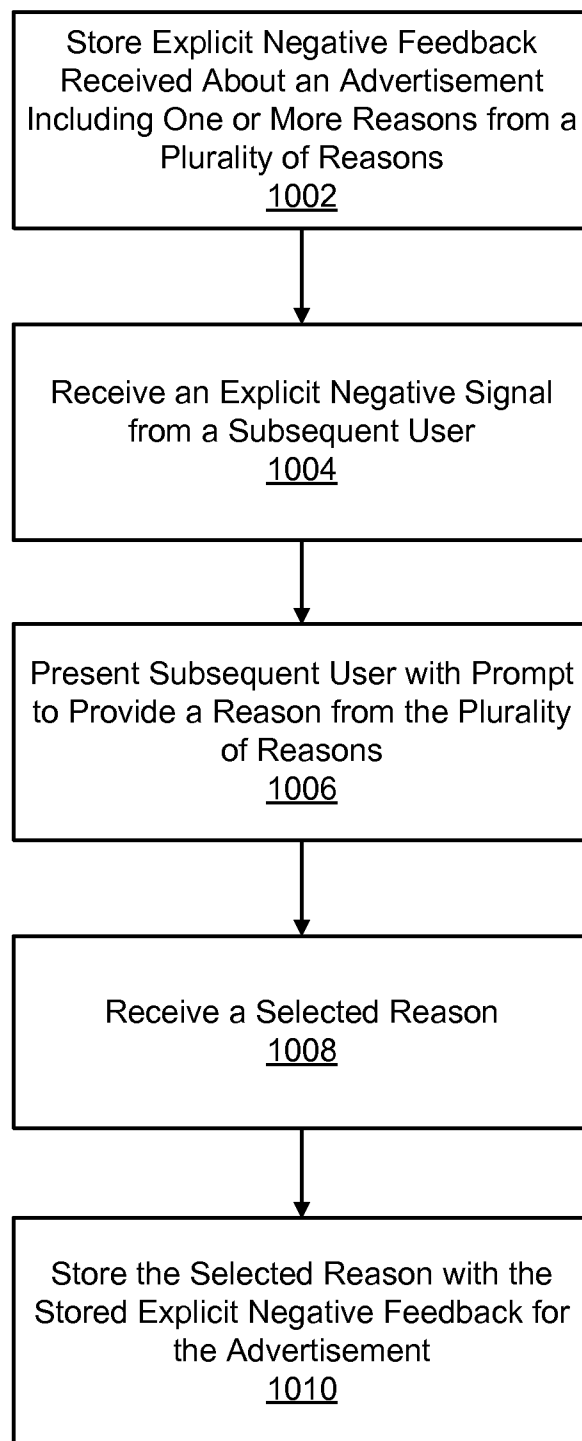 Store Explicit Negative Feedback
Received About an Advertisement
Including One or More Reasons from a
Plurality of Reasons
1002
Receive an Explicit Negative Signal
from a Subsequent User
1004
Present Subsequent User with Prompt
to Provide a Reason from the Plurality
of Reasons
1006
Receive a Selected Reason
1008
Store the Selected Reason with the
Stored Explicit Negative Feedback for
the Advertisement
1010